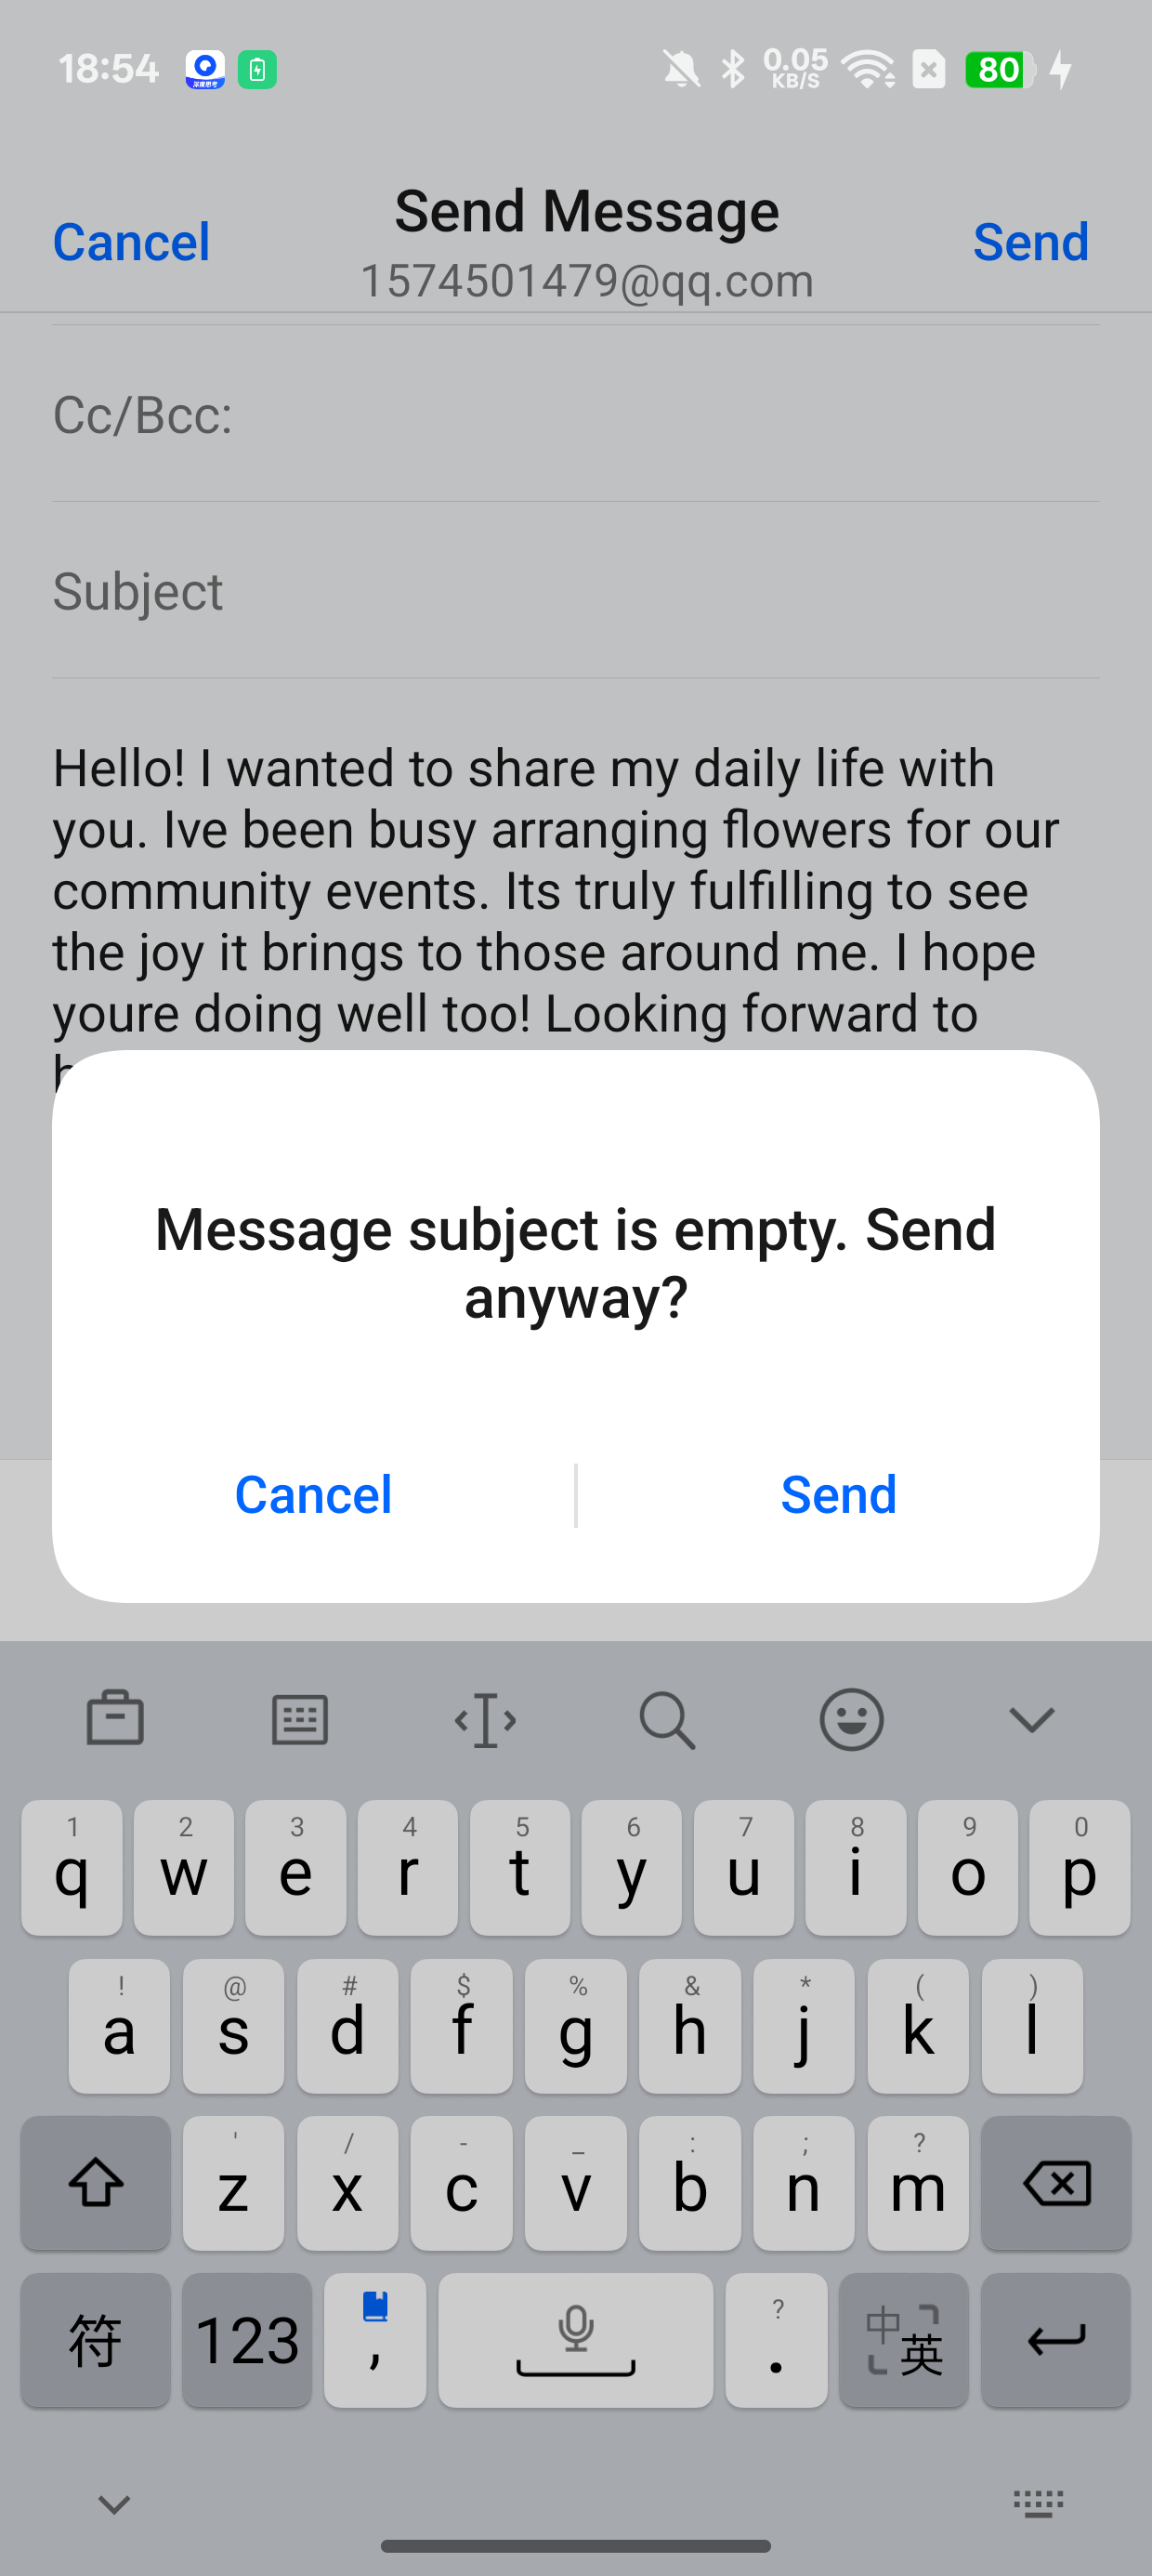 18:54
0.05
KB/S
80
Cancel
Send Message
Send
1574501479@qq.com
Cc/Bcc:
Subject
Hello! I wanted to share my daily life with
you. Ive been busy arranging flowers for our
community events. Its truly fulfilling to see
the joy it brings to those around me. I hope
youre doing well too! Looking forward to
Message subject is empty. Send
anyway?
Cancel
Send
1 2 3 4 5 6 7 8 9 0
q w e r t y u i o p
! @ # $ % & * ( )
a s d f g h j k l
' / - _ : ; ?
z x c v b n m
符 123 , ? . 中 英